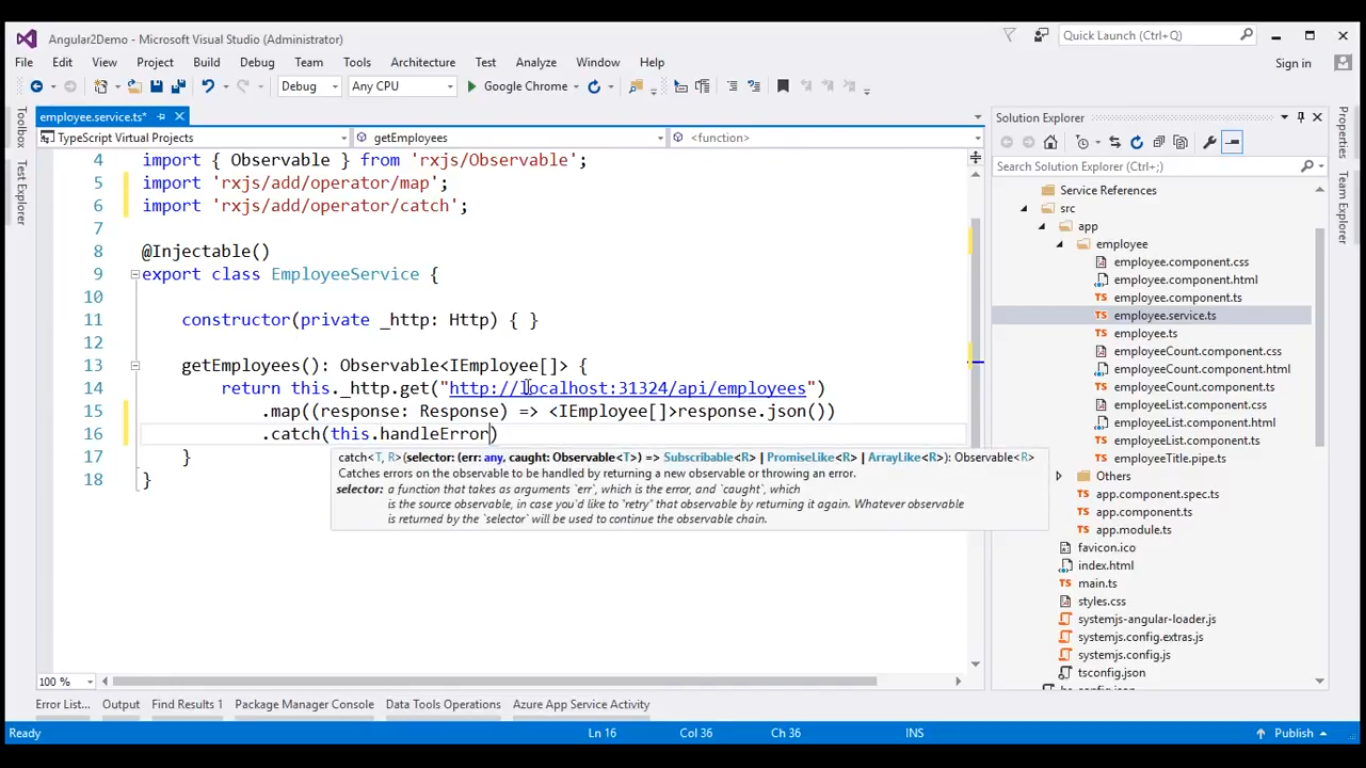 Angular2Demo - Microsoft Visual Studio (Administrator)
Quick Launch (Ctrl+Q)
File Edit View Project Build Debug Team Tools Architecture Test Analyze Window Help
Sign in
Debug Any CPU Google Chrome
Toolbox
Test Explorer
employee.service.ts*
TypeScript Virtual Projects getEmployees <function>
4 import { Observable } from 'rxjs/Observable';
5 import 'rxjs/add/operator/map';
6 import 'rxjs/add/operator/catch';
7
8 @Injectable()
9 export class EmployeeService {
10
11 constructor(private _http: Http) { }
12
13 getEmployees(): Observable<IEmployee[]> {
14 return this._http.get("http://localhost:31324/api/employees")
15 .map((response: Response) => <IEmployee[]>response.json())
16 .catch(this.handleError)
17 }
18 }
catch<T, R>(selector: (err: any, caught: Observable<T>) => Subscribable<R> | PromiseLike<R> | ArrayLike<R>): Observable<R>
Catches errors on the observable to be handled by returning a new observable or throwing an error.
selector: a function that takes as arguments `err`, which is the error, and `caught`, which
is the source observable, in case you'd like to "retry" that observable by returning it again. Whatever observable
is returned by the `selector` will be used to continue the observable chain.
100 %
Solution Explorer
Search Solution Explorer (Ctrl+;)
Service References
src
app
employee
employee.component.css
employee.component.html
employee.component.ts
employee.service.ts
employee.ts
employeeCount.component.css
employeeCount.component.ts
employeeList.component.css
employeeList.component.html
employeeList.component.ts
employeeTitle.pipe.ts
Others
app.component.spec.ts
app.component.ts
app.module.ts
favicon.ico
index.html
main.ts
styles.css
systemjs-angular-loader.js
systemjs.config.extras.js
systemjs.config.js
tsconfig.json
Properties
Team Explorer
Error List... Output Find Results 1 Package Manager Console Data Tools Operations Azure App Service Activity
Ready Ln 16 Col 36 Ch 36 INS Publish